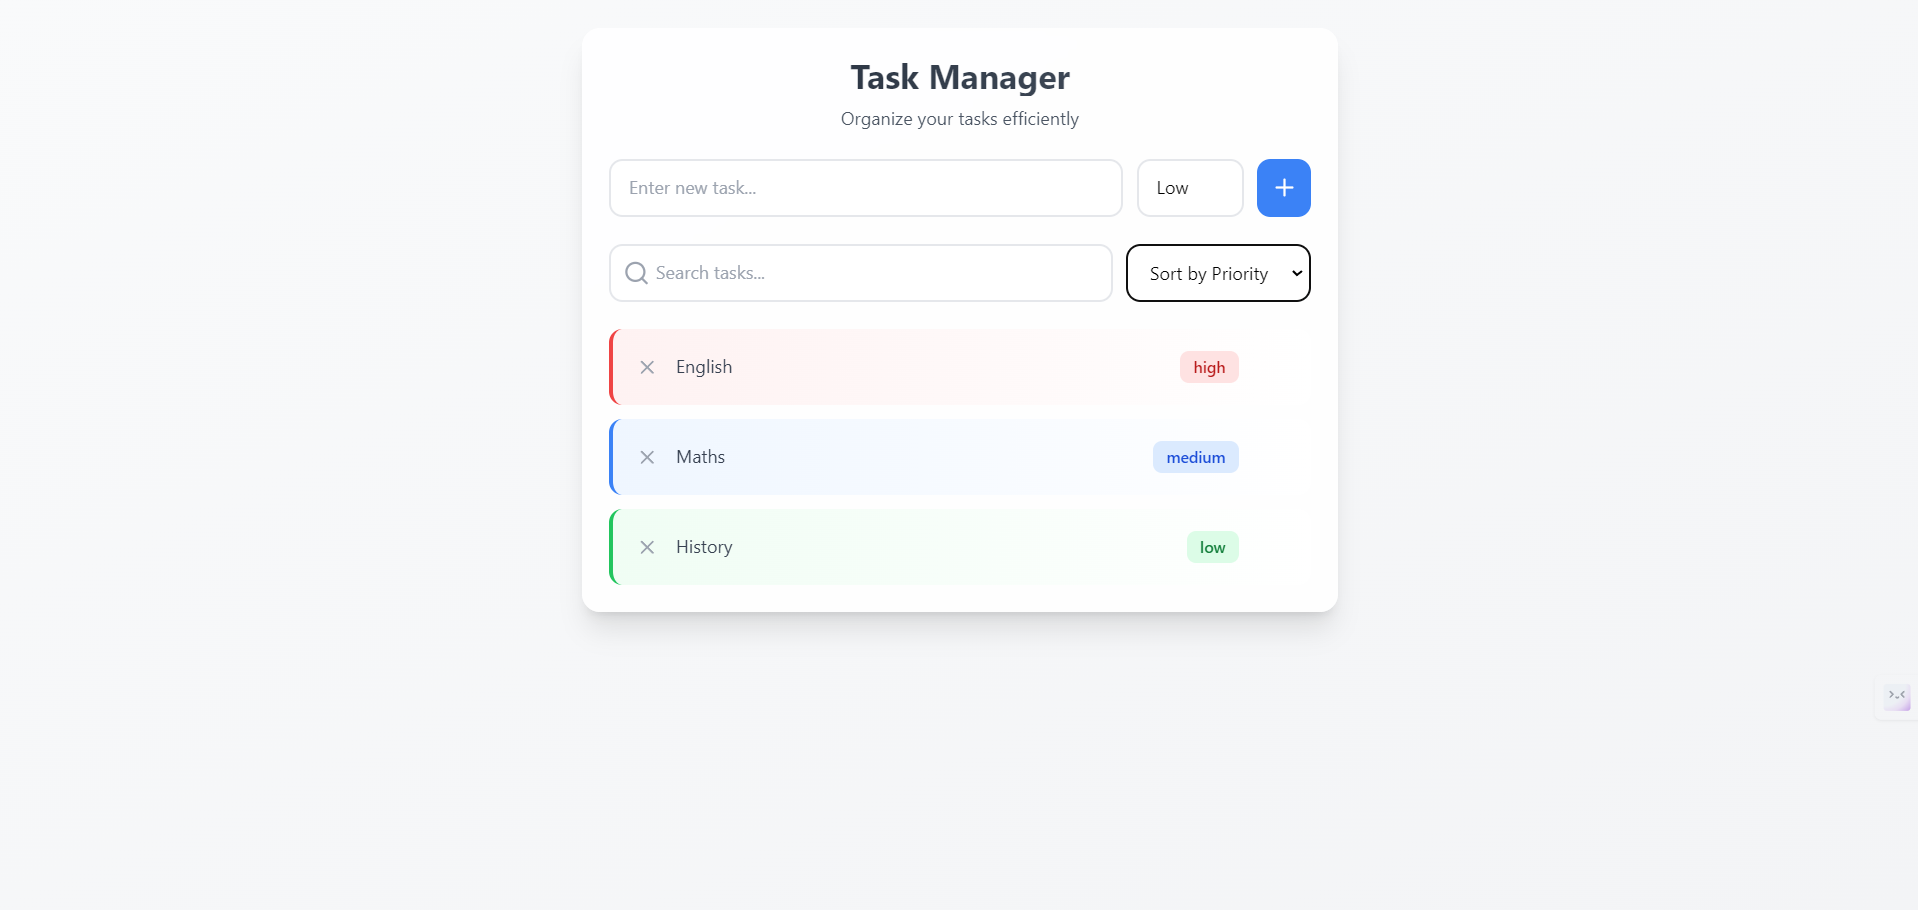 Task Manager
Organize your tasks efficiently
Enter new task...
Low
Search tasks...
Sort by Priority
English
high
Maths
medium
History
low